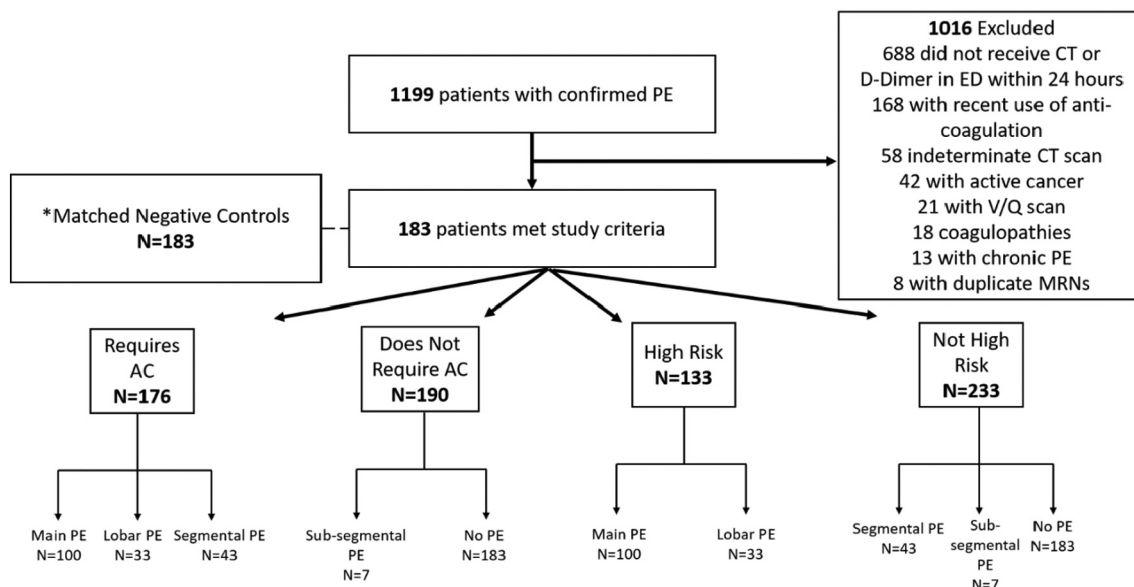 1199 patients with confirmed PE
1016 Excluded
688 did not receive CT or
D-Dimer in ED within 24 hours
168 with recent use of anti-
coagulation
58 indeterminate CT scan
42 with active cancer
21 with V/Q scan
18 coagulopathies
13 with chronic PE
8 with duplicate MRNs
*Matched Negative Controls
N=183
183 patients met study criteria
Requires
AC
N=176
Does Not
Require AC
N=190
High Risk
N=133
Not High
Risk
N=233
Main PE
N=100
Lobar PE
N=33
Segmental PE
N=43
Sub-segmental
PE
N=7
No PE
N=183
Main PE
N=100
Lobar PE
N=33
Segmental PE
N=43
Sub-
segmental
PE
N=7
No PE
N=183